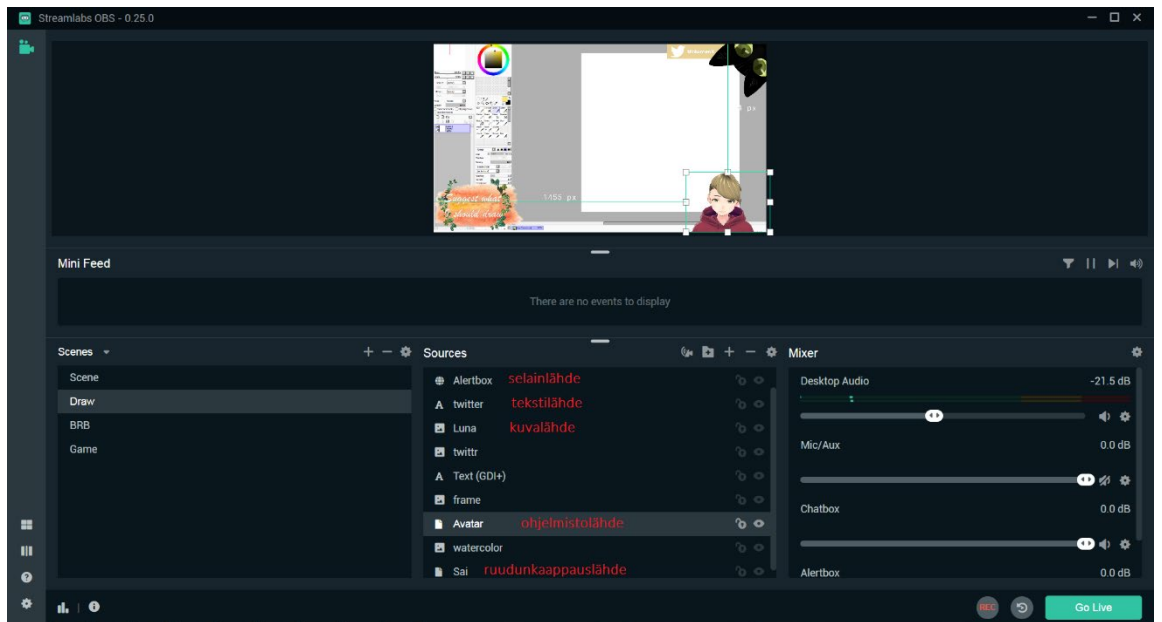 Streamlabs OBS - 0.25.0
1455 px
px
Mini Feed
There are no events to display
Scenes
Scene
Draw
BRB
Game
Sources
Alertbox selainlähde
twitter tekstilähde
Luna kuvalähde
twittr
Text (GDI+)
frame
Avatar ohjelmistolähde
watercolor
Sai ruudunkaappauslähde
Mixer
Desktop Audio -21.5 dB
Mic/Aux 0.0 dB
Chatbox 0.0 dB
Alertbox 0.0 dB
REC
Go Live